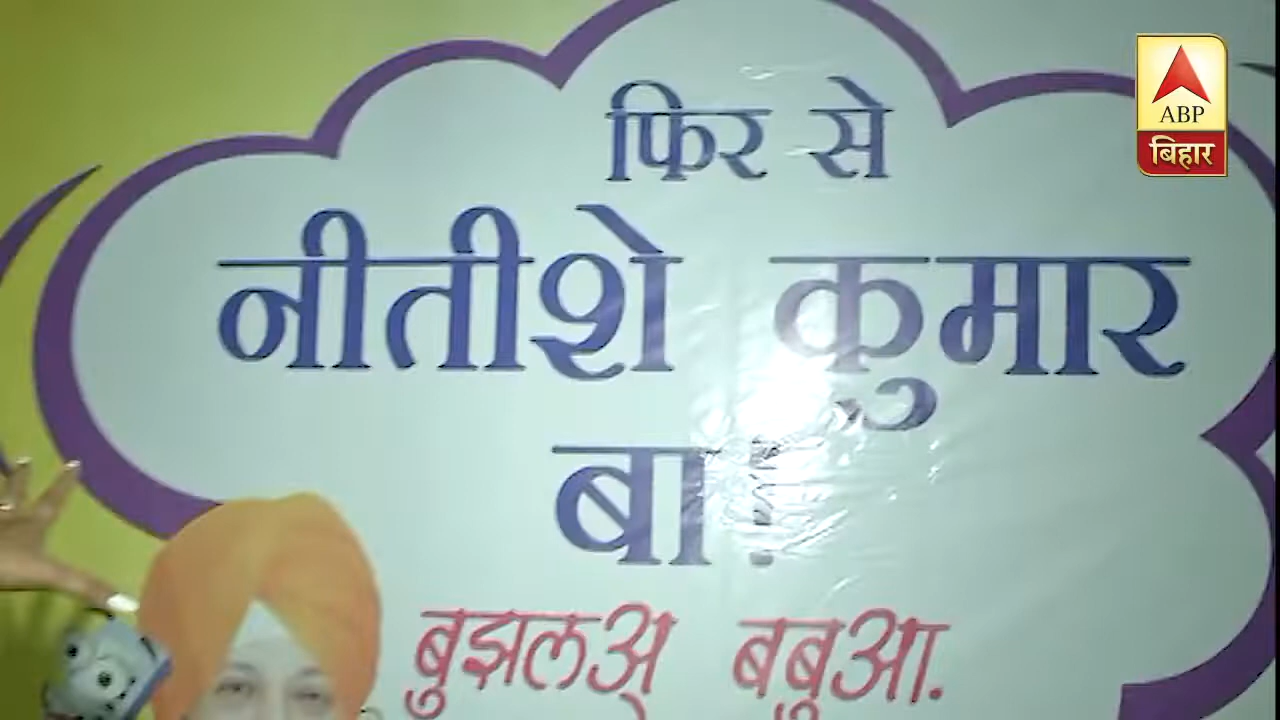 फिर से
नीतीशे कुमार
बा!
बुझलअ् बबुआ.
ABP
बिहार